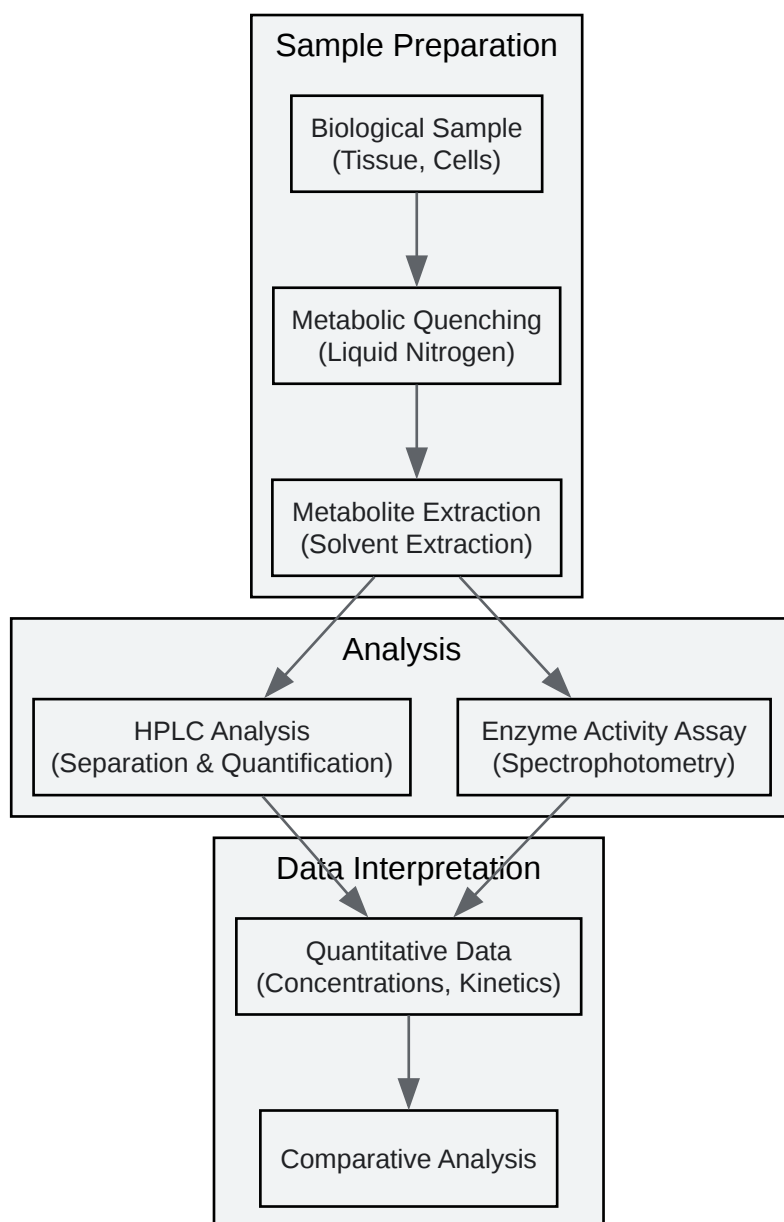 Sample Preparation
Biological Sample
(Tissue, Cells)
Metabolic Quenching
(Liquid Nitrogen)
Metabolite Extraction
(Solvent Extraction)
Analysis
HPLC Analysis
(Separation & Quantification)
Enzyme Activity Assay
(Spectrophotometry)
Data Interpretation
Quantitative Data
(Concentrations, Kinetics)
Comparative Analysis